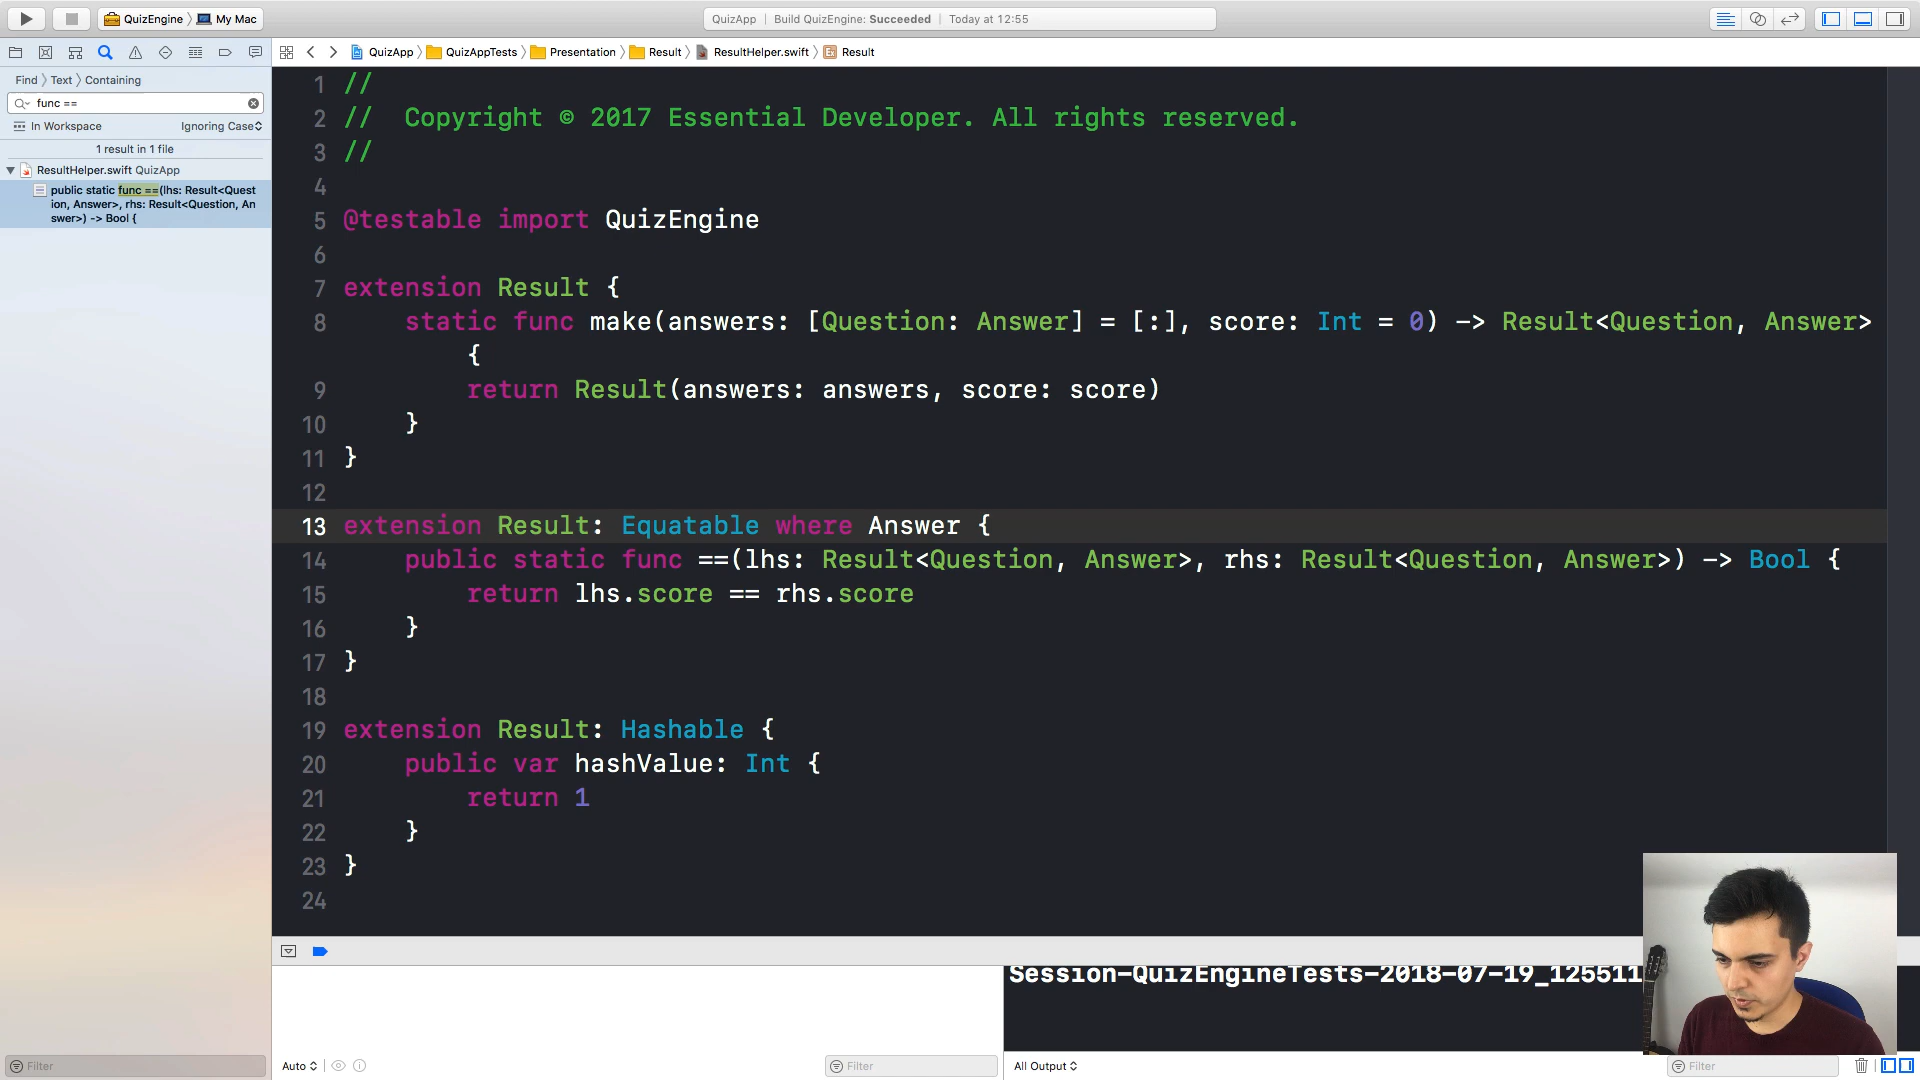 QuizEngine 〉 My Mac
QuizApp | Build QuizEngine: Succeeded | Today at 12:55
QuizApp 〉 QuizAppTests 〉 Presentation 〉 Result 〉 ResultHelper.swift 〉 Result
Find 〉 Text 〉 Containing
func ==
In Workspace
Ignoring Case
1 result in 1 file
ResultHelper.swift QuizApp
public static func ==(lhs: Result<Quest
ion, Answer>, rhs: Result<Question, An
swer>) -> Bool {
1 //
2 //  Copyright © 2017 Essential Developer. All rights reserved.
3 //
4
5 @testable import QuizEngine
6
7 extension Result {
8     static func make(answers: [Question: Answer] = [:], score: Int = 0) -> Result<Question, Answer>
{
9         return Result(answers: answers, score: score)
10     }
11 }
12
13 extension Result: Equatable where Answer {
14     public static func ==(lhs: Result<Question, Answer>, rhs: Result<Question, Answer>) -> Bool {
15         return lhs.score == rhs.score
16     }
17 }
18
19 extension Result: Hashable {
20     public var hashValue: Int {
21         return 1
22     }
23 }
24
Session-QuizEngineTests-2018-07-19_125511
Filter
Auto
Filter
All Output
Filter